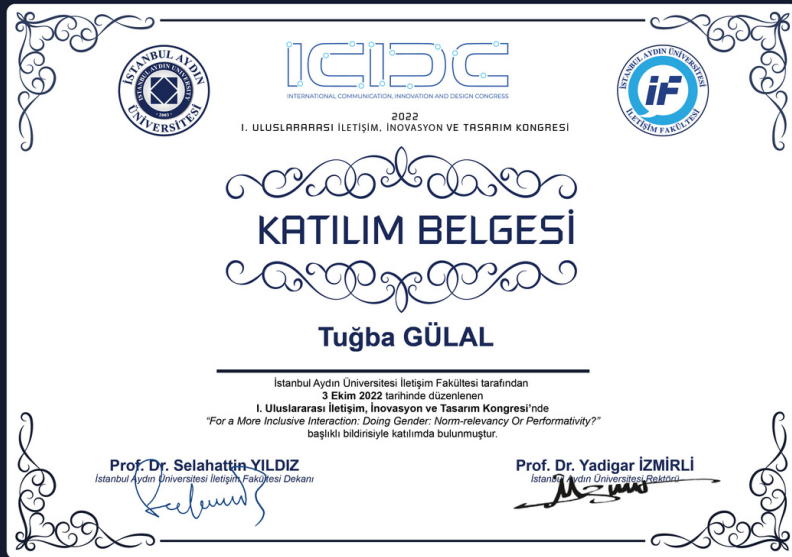 İSTANBUL AYDIN ÜNİVERSİTESİ
ISTANBUL AYDIN UNIVERSITY
· 2003 ·
ICIDC
INTERNATIONAL COMMUNICATION, INNOVATION AND DESIGN CONGRESS
2022
I. ULUSLARARASI İLETİŞİM, İNOVASYON VE TASARIM KONGRESİ
İSTANBUL AYDIN ÜNİVERSİTESİ
iF
İLETİŞİM FAKÜLTESİ
KATILIM BELGESİ
Tuğba GÜLAL
İstanbul Aydın Üniversitesi İletişim Fakültesi tarafından
3 Ekim 2022 tarihinde düzenlenen
I. Uluslararası İletişim, İnovasyon ve Tasarım Kongresi’nde
“For a More Inclusive Interaction: Doing Gender: Norm-relevancy Or Performativity?”
başlıklı bildirisiyle katılımda bulunmuştur.
Prof. Dr. Selahattin YILDIZ
İstanbul Aydın Üniversitesi İletişim Fakültesi Dekanı
Prof. Dr. Yadigar İZMİRLİ
İstanbul Aydın Üniversitesi Rektörü